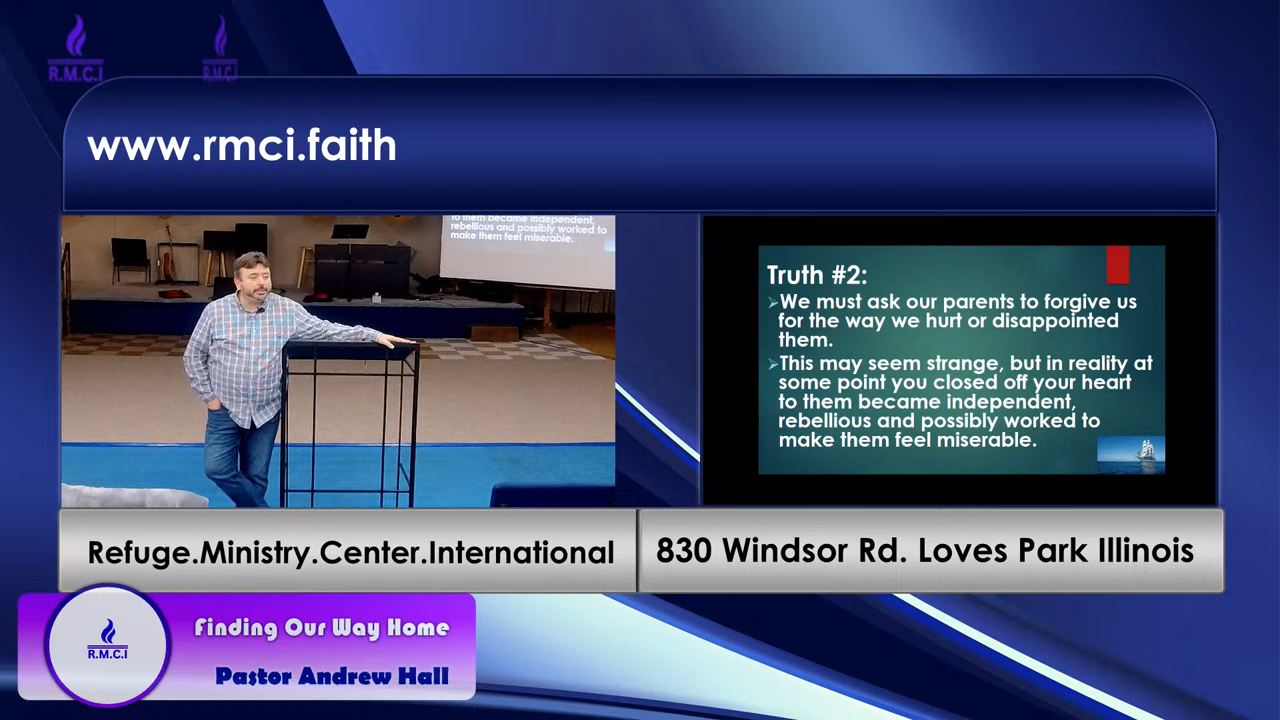 R.M.C.I
R.M.C.I
www.rmci.faith
to them became independent,
rebellious and possibly worked to
make them feel miserable.
Truth #2:
We must ask our parents to forgive us
for the way we hurt or disappointed
them.
This may seem strange, but in reality at
some point you closed off your heart
to them became independent,
rebellious and possibly worked to
make them feel miserable.
Refuge.Ministry.Center.International
830 Windsor Rd. Loves Park Illinois
R.M.C.I
Finding Our Way Home
Pastor Andrew Hall